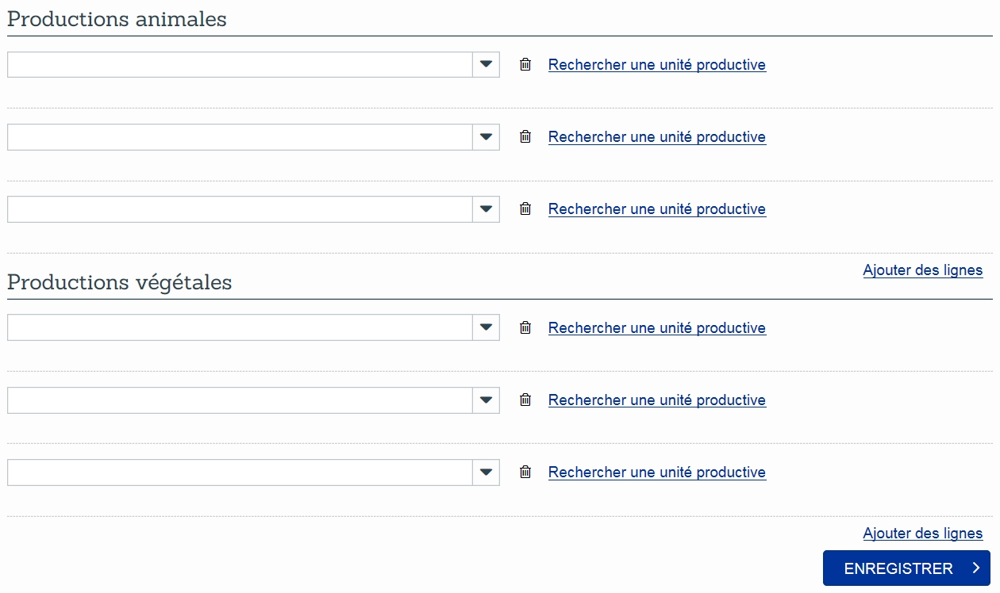 Productions animales
Rechercher une unité productive
Rechercher une unité productive
Rechercher une unité productive
Ajouter des lignes
Productions végétales
Rechercher une unité productive
Rechercher une unité productive
Rechercher une unité productive
Ajouter des lignes
ENREGISTRER